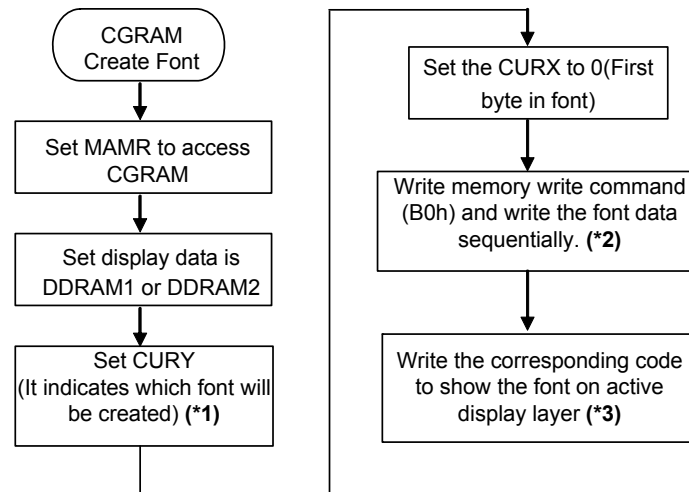 CGRAM
Create Font
Set MAMR to access
CGRAM
Set display data is
DDRAM1 or DDRAM2
Set CURY
(It indicates which font will
be created) (*1)
Set the CURX to 0(First
byte in font)
Write memory write command
(B0h) and write the font data
sequentially. (*2)
Write the corresponding code
to show the font on active
display layer (*3)